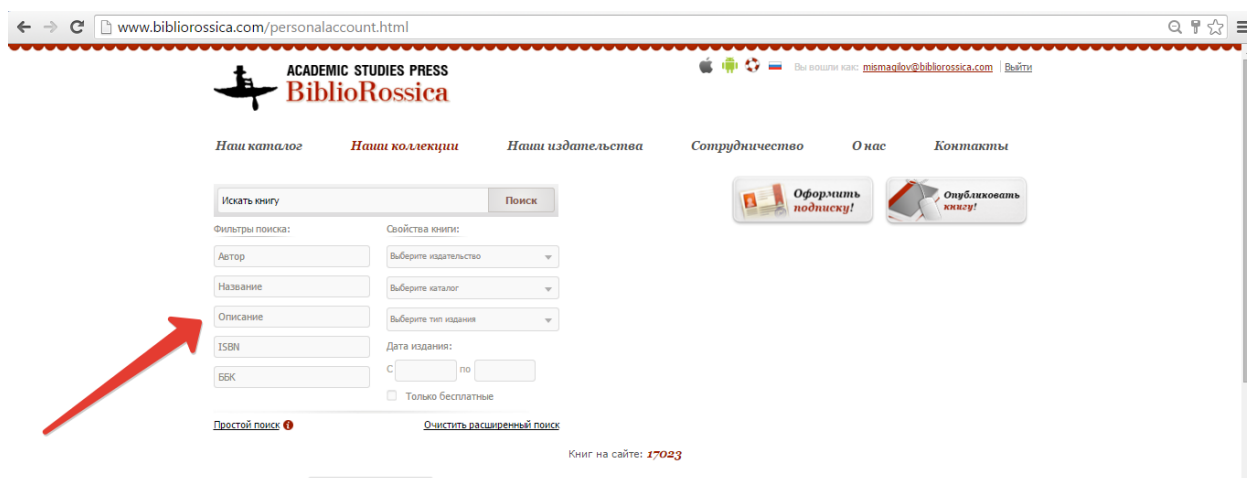 www.bibliorossica.com/personalaccount.html
ACADEMIC STUDIES PRESS
BiblioRossica
Вы вошли как: mismagilov@bibliorossica.com Выйти
Наш каталог Наши коллекции Наши издательства Сотрудничество О нас Контакты
Искать книгу Поиск
Оформить
подписку!
Опубликовать
книгу!
Фильтры поиска: Свойства книги:
Автор Выберите издательство
Название Выберите каталог
Описание Выберите тип издания
ISBN Дата издания:
ББК С по
Только бесплатные
Простой поиск Очистить расширенный поиск
Книг на сайте: 17023